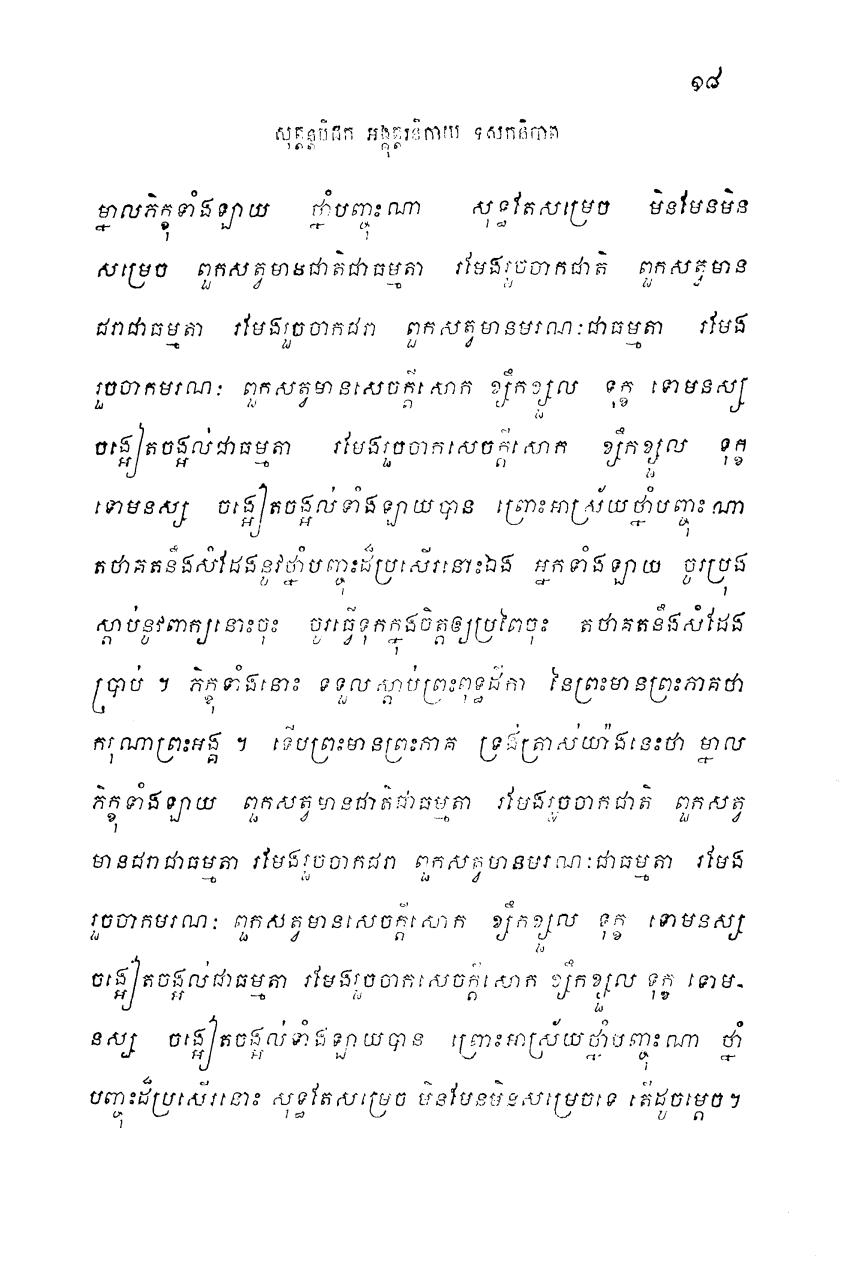 ១៨
សុត្តន្តបិដក អង្គុត្តរនិកាយ ទសកនិបាត
ម្នាលភិក្ខុទាំងឡាយ ថ្នាំបញ្ចុះណា សុទ្ធតែសម្រេច មិនមែនមិន
សម្រេច ពួកសត្វមានជាតិជាធម្មតា រមែងរួចចាកជាតិ ពួកសត្វមាន
ជរាជាធម្មតា រមែងរួចចាកជរា ពួកសត្វមានមរណៈជាធម្មតា រមែង
រួចចាកមរណៈ ពួកសត្វមានសេចក្តីសោក ខ្សឹកខ្សួល ទុក្ខ ទោមនស្ស
ចង្អៀតចង្អល់ជាធម្មតា រមែងរួចចាកសេចក្តីសោក ខ្សឹកខ្សួល ទុក្ខ
ទោមនស្ស ចង្អៀតចង្អល់ទាំងឡាយបាន ព្រោះអាស្រ័យថ្នាំបញ្ចុះណា
តថាគតនឹងសំដែងនូវថ្នាំបញ្ចុះដ៏ប្រសើរនោះឯង អ្នកទាំងឡាយ ចូរប្រុង
ស្តាប់នូវពាក្យនោះចុះ ចូរធ្វើទុកក្នុងចិត្តឲ្យប្រពៃចុះ តថាគតនឹងសំដែង
ប្រាប់ ។ ភិក្ខុទាំងនោះ ទទួលស្តាប់ព្រះពុទ្ធដីកា នៃព្រះមានព្រះភាគថា
ករុណាព្រះអង្គ ។ ទើបព្រះមានព្រះភាគ ទ្រង់ត្រាស់យ៉ាងនេះថា ម្នាល
ភិក្ខុទាំងឡាយ ពួកសត្វមានជាតិជាធម្មតា រមែងរួចចាកជាតិ ពួកសត្វ
មានជរាជាធម្មតា រមែងរួចចាកជរា ពួកសត្វមានមរណៈជាធម្មតា រមែង
រួចចាកមរណៈ ពួកសត្វមានសេចក្តីសោក ខ្សឹកខ្សួល ទុក្ខ ទោមនស្ស
ចង្អៀតចង្អល់ជាធម្មតា រមែងរួចចាកសេចក្តីសោក ខ្សឹកខ្សួល ទុក្ខ ទោម-
នស្ស ចង្អៀតចង្អល់ទាំងឡាយបាន ព្រោះអាស្រ័យថ្នាំបញ្ចុះណា ថ្នាំ
បញ្ចុះដ៏ប្រសើរនោះ សុទ្ធតែសម្រេច មិនមែនមិនសម្រេចទេ តើដូចម្តេច ។